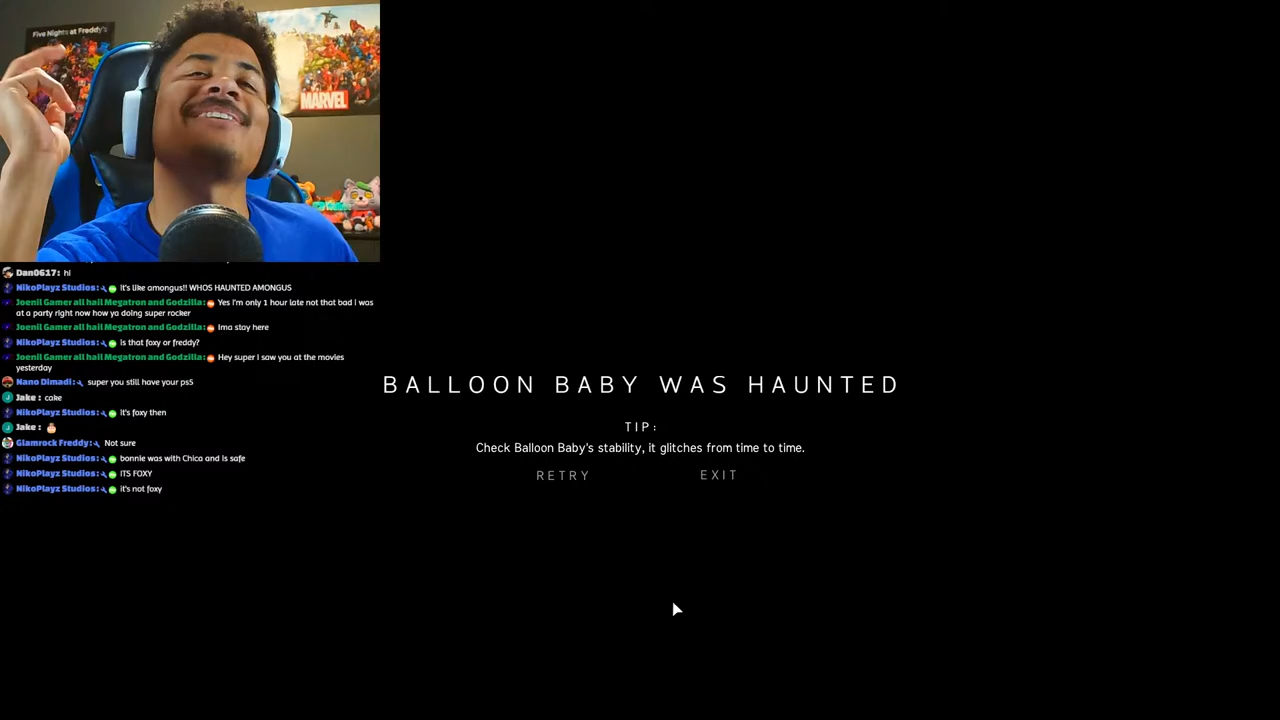 Five Nights at Freddy's
MARVEL
Dan0617: hi
NikoPlayz Studios: it's like amongus!! WHOS HAUNTED AMONGUS
Joenil Gamer all hail Megatron and Godzilla: Yes I'm only 1 hour late not that bad I was
at a party right now how ya doing super rocker
Joenil Gamer all hail Megatron and Godzilla: Ima stay here
NikoPlayz Studios: is that foxy or freddy?
Joenil Gamer all hail Megatron and Godzilla: Hey super I saw you at the movies
yesterday
Nano Dimadi: super you still have your ps5
Jake : cake
NikoPlayz Studios: it's foxy then
Jake : 🎂
Glamrock Freddy: Not sure
NikoPlayz Studios: bonnie was with Chica and is safe
NikoPlayz Studios: ITS FOXY
NikoPlayz Studios: it's not foxy
BALLOON BABY WAS HAUNTED
TIP:
Check Balloon Baby's stability, it glitches from time to time.
RETRY EXIT